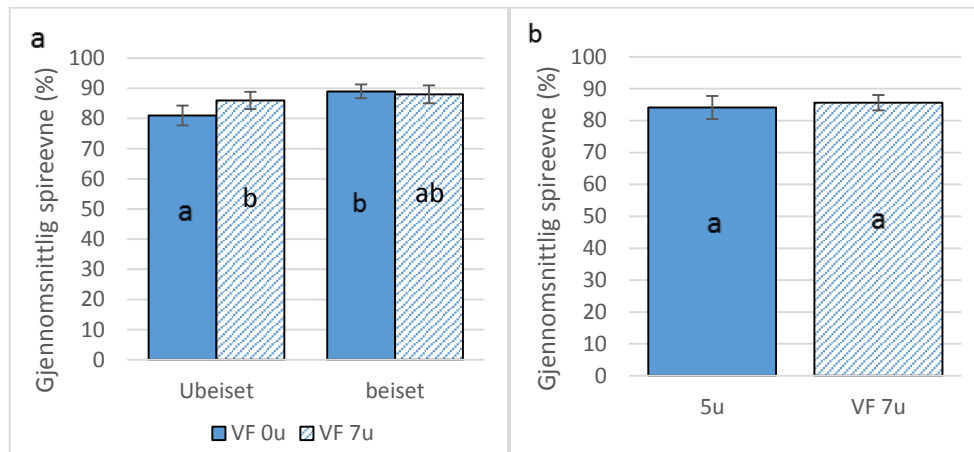 a
Gjennomsnittlig spireevne (%)
100
90
80
70
60
50
40
30
20
10
0
a
b
b
ab
Ubeiset
beiset
VF 0u
VF 7u
b
Gjennomsnittlig spireevne (%)
100
90
80
70
60
50
40
30
20
10
0
a
a
5u
VF 7u